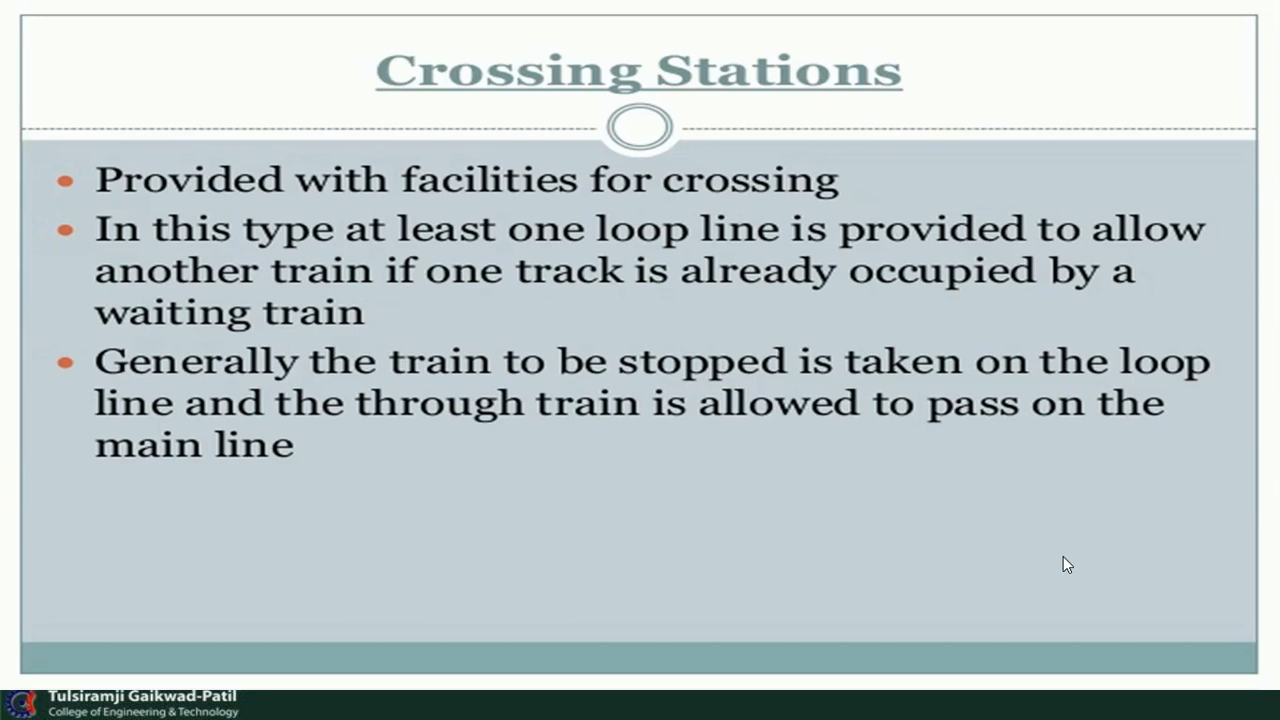 Crossing Stations
• Provided with facilities for crossing
• In this type at least one loop line is provided to allow
another train if one track is already occupied by a
waiting train
• Generally the train to be stopped is taken on the loop
line and the through train is allowed to pass on the
main line
Tulsiramji Gaikwad-Patil
College of Engineering & Technology